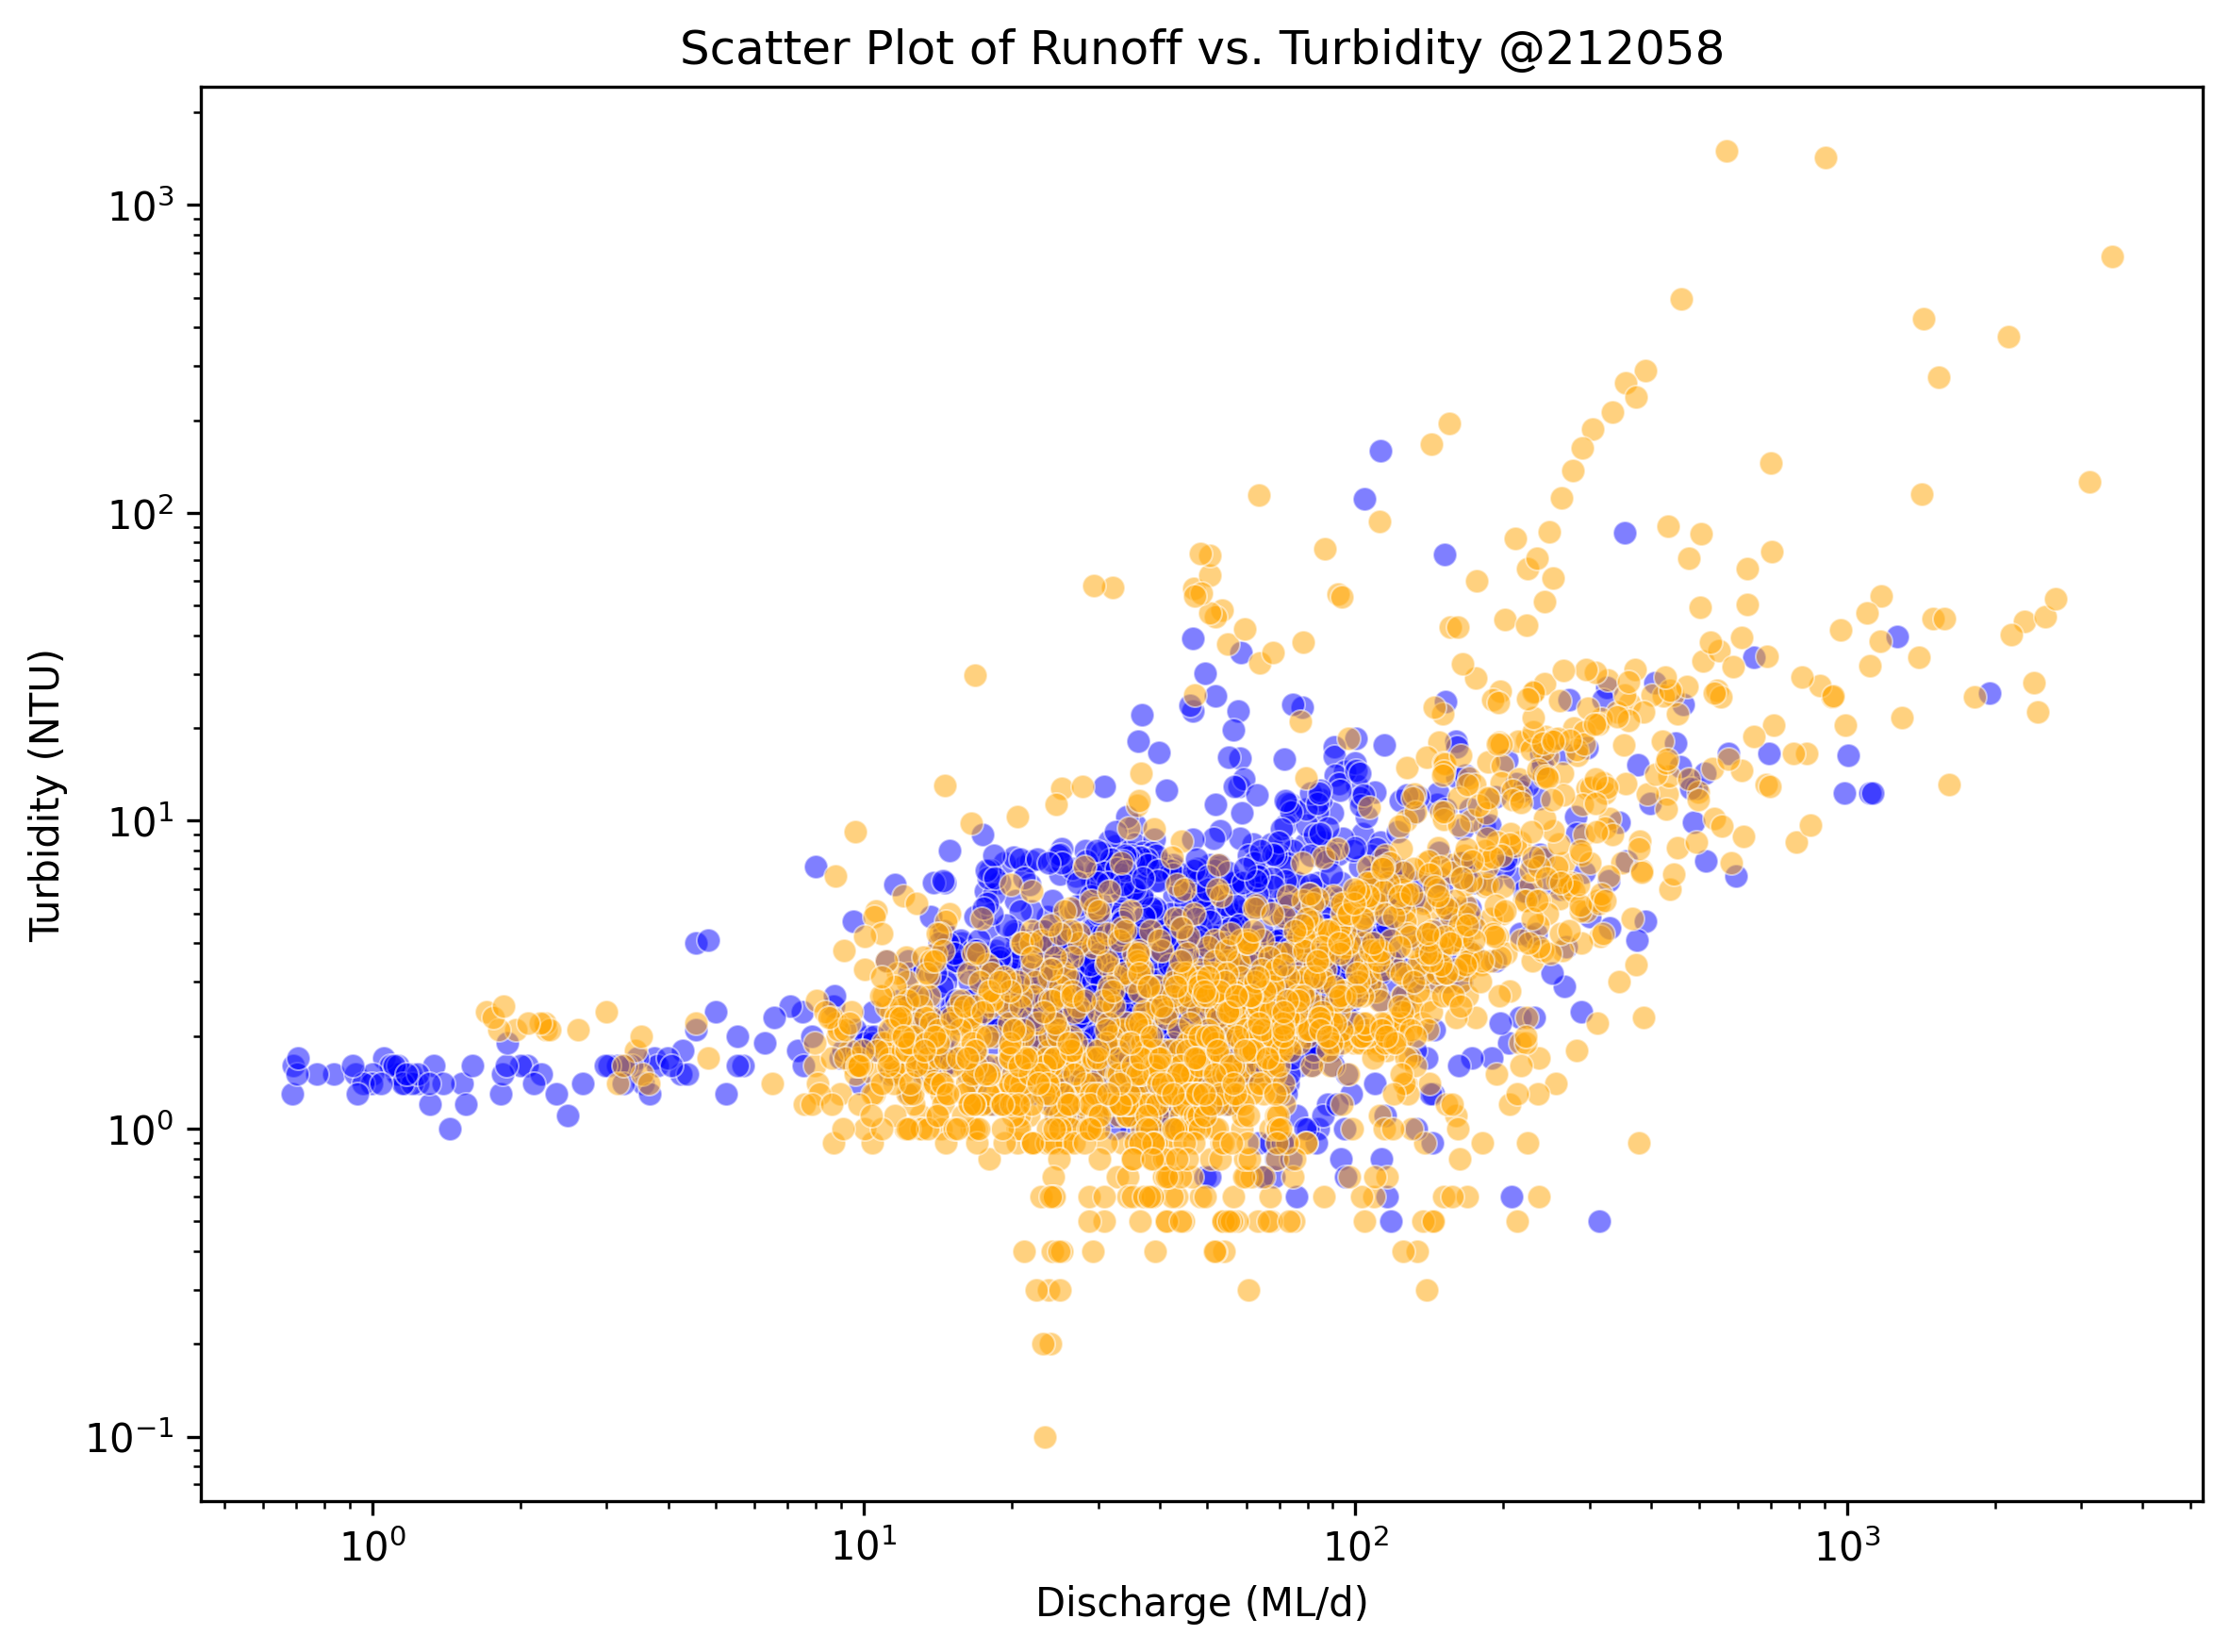 Scatter Plot of Runoff vs. Turbidity @212058
Turbidity (NTU)
10³
10²
10¹
10⁰
10⁻¹
10⁰ 10¹ 10² 10³
Discharge (ML/d)